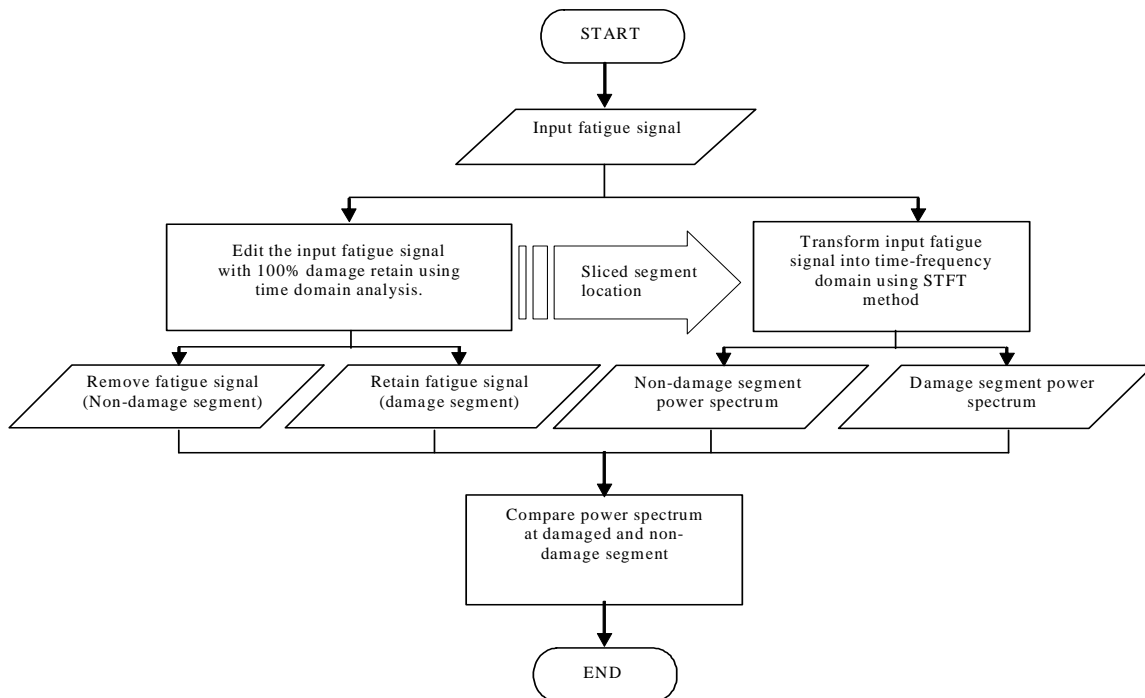 START
Input fatigue signal
Edit the input fatigue signal
with 100% damage retain using
time domain analysis.
Sliced segment
location
Transform input fatigue
signal into time-frequency
domain using STFT
method
Remove fatigue signal
(Non-damage segment)
Retain fatigue signal
(damage segment)
Non-damage segment
power spectrum
Damage segment power
spectrum
Compare power spectrum
at damaged and non-
damage segment
END